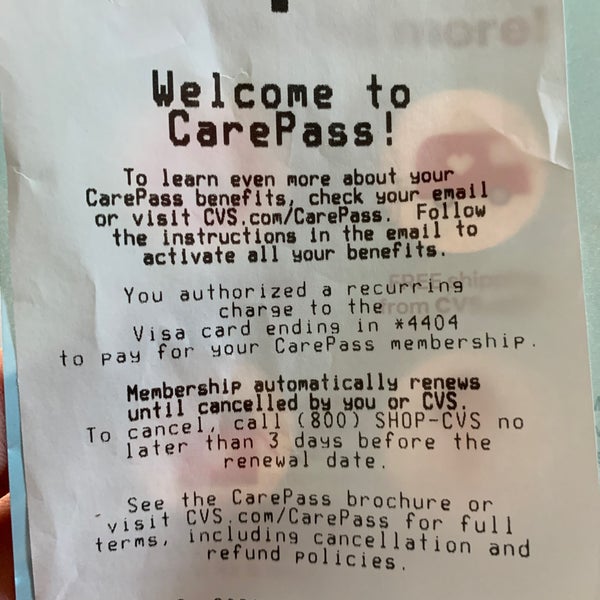 more!
Welcome to
CarePass!
To learn even more about your
CarePass benefits, check your email
or visit CVS.com/CarePass. Follow
the instructions in the email to
activate all your benefits.
FREE
from CVS
You authorized a recurring
charge to the
Visa card ending in *4404
to pay for your CarePass membership.
Membership automatically renews
until cancelled by you or CVS.
To cancel, call (800) SHOP-CVS no
later than 3 days before the
renewal date.
See the CarePass brochure or
visit CVS.com/CarePass for full
terms, including cancellation and
refund policies.